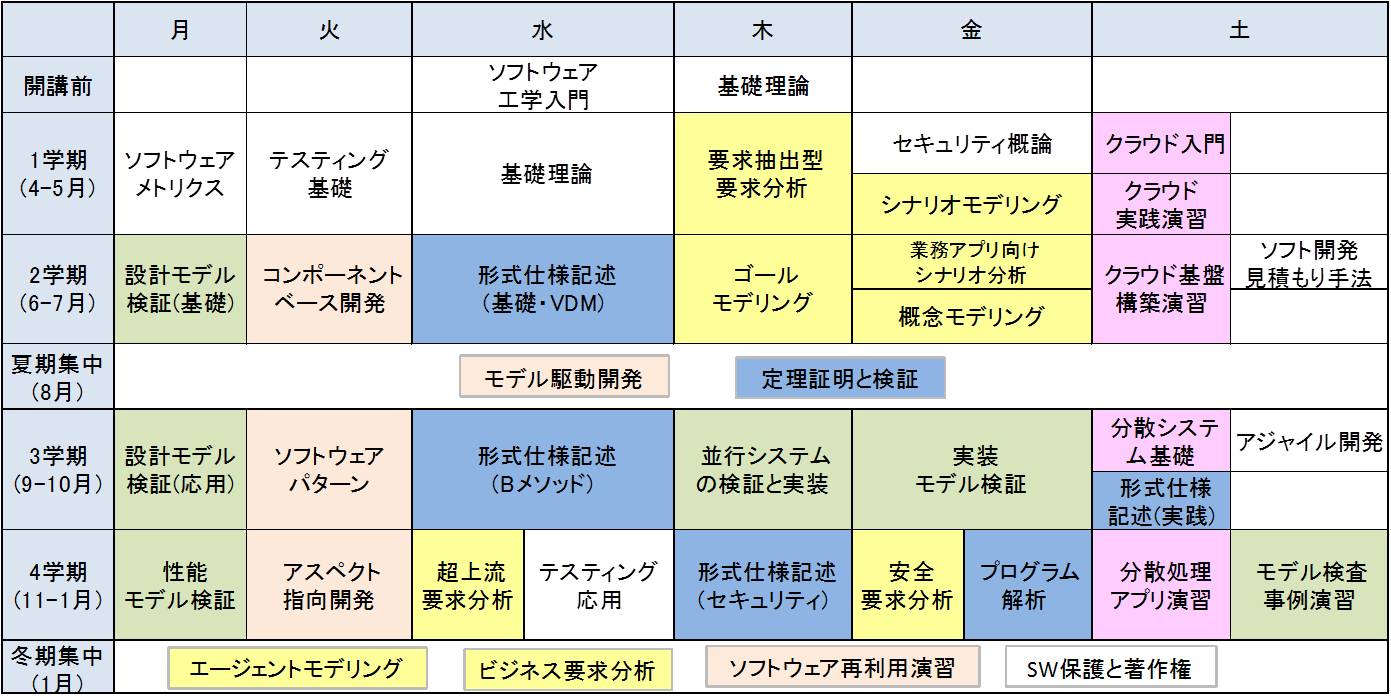 月 火 水 木 金 土
開講前
ソフトウェア
工学入門
基礎理論
1学期
(4-5月)
ソフトウェア
メトリクス
テスティング
基礎
基礎理論
要求抽出型
要求分析
セキュリティ概論
シナリオモデリング
クラウド入門
クラウド
実践演習
2学期
(6-7月)
設計モデル
検証(基礎)
コンポーネント
ベース開発
形式仕様記述
(基礎・VDM)
ゴール
モデリング
業務アプリ向け
シナリオ分析
概念モデリング
クラウド基盤
構築演習
ソフト開発
見積もり手法
夏期集中
(8月)
モデル駆動開発
定理証明と検証
3学期
(9-10月)
設計モデル
検証(応用)
ソフトウェア
パターン
形式仕様記述
(Bメソッド)
並行システム
の検証と実装
実装
モデル検証
分散システ
ム基礎
形式仕様
記述(実践)
アジャイル開発
4学期
(11-1月)
性能
モデル検証
アスペクト
指向開発
超上流
要求分析
テスティング
応用
形式仕様記述
(セキュリティ)
安全
要求分析
プログラム
解析
分散処理
アプリ演習
モデル検査
事例演習
冬期集中
(1月)
エージェントモデリング
ビジネス要求分析
ソフトウェア再利用演習
SW保護と著作権